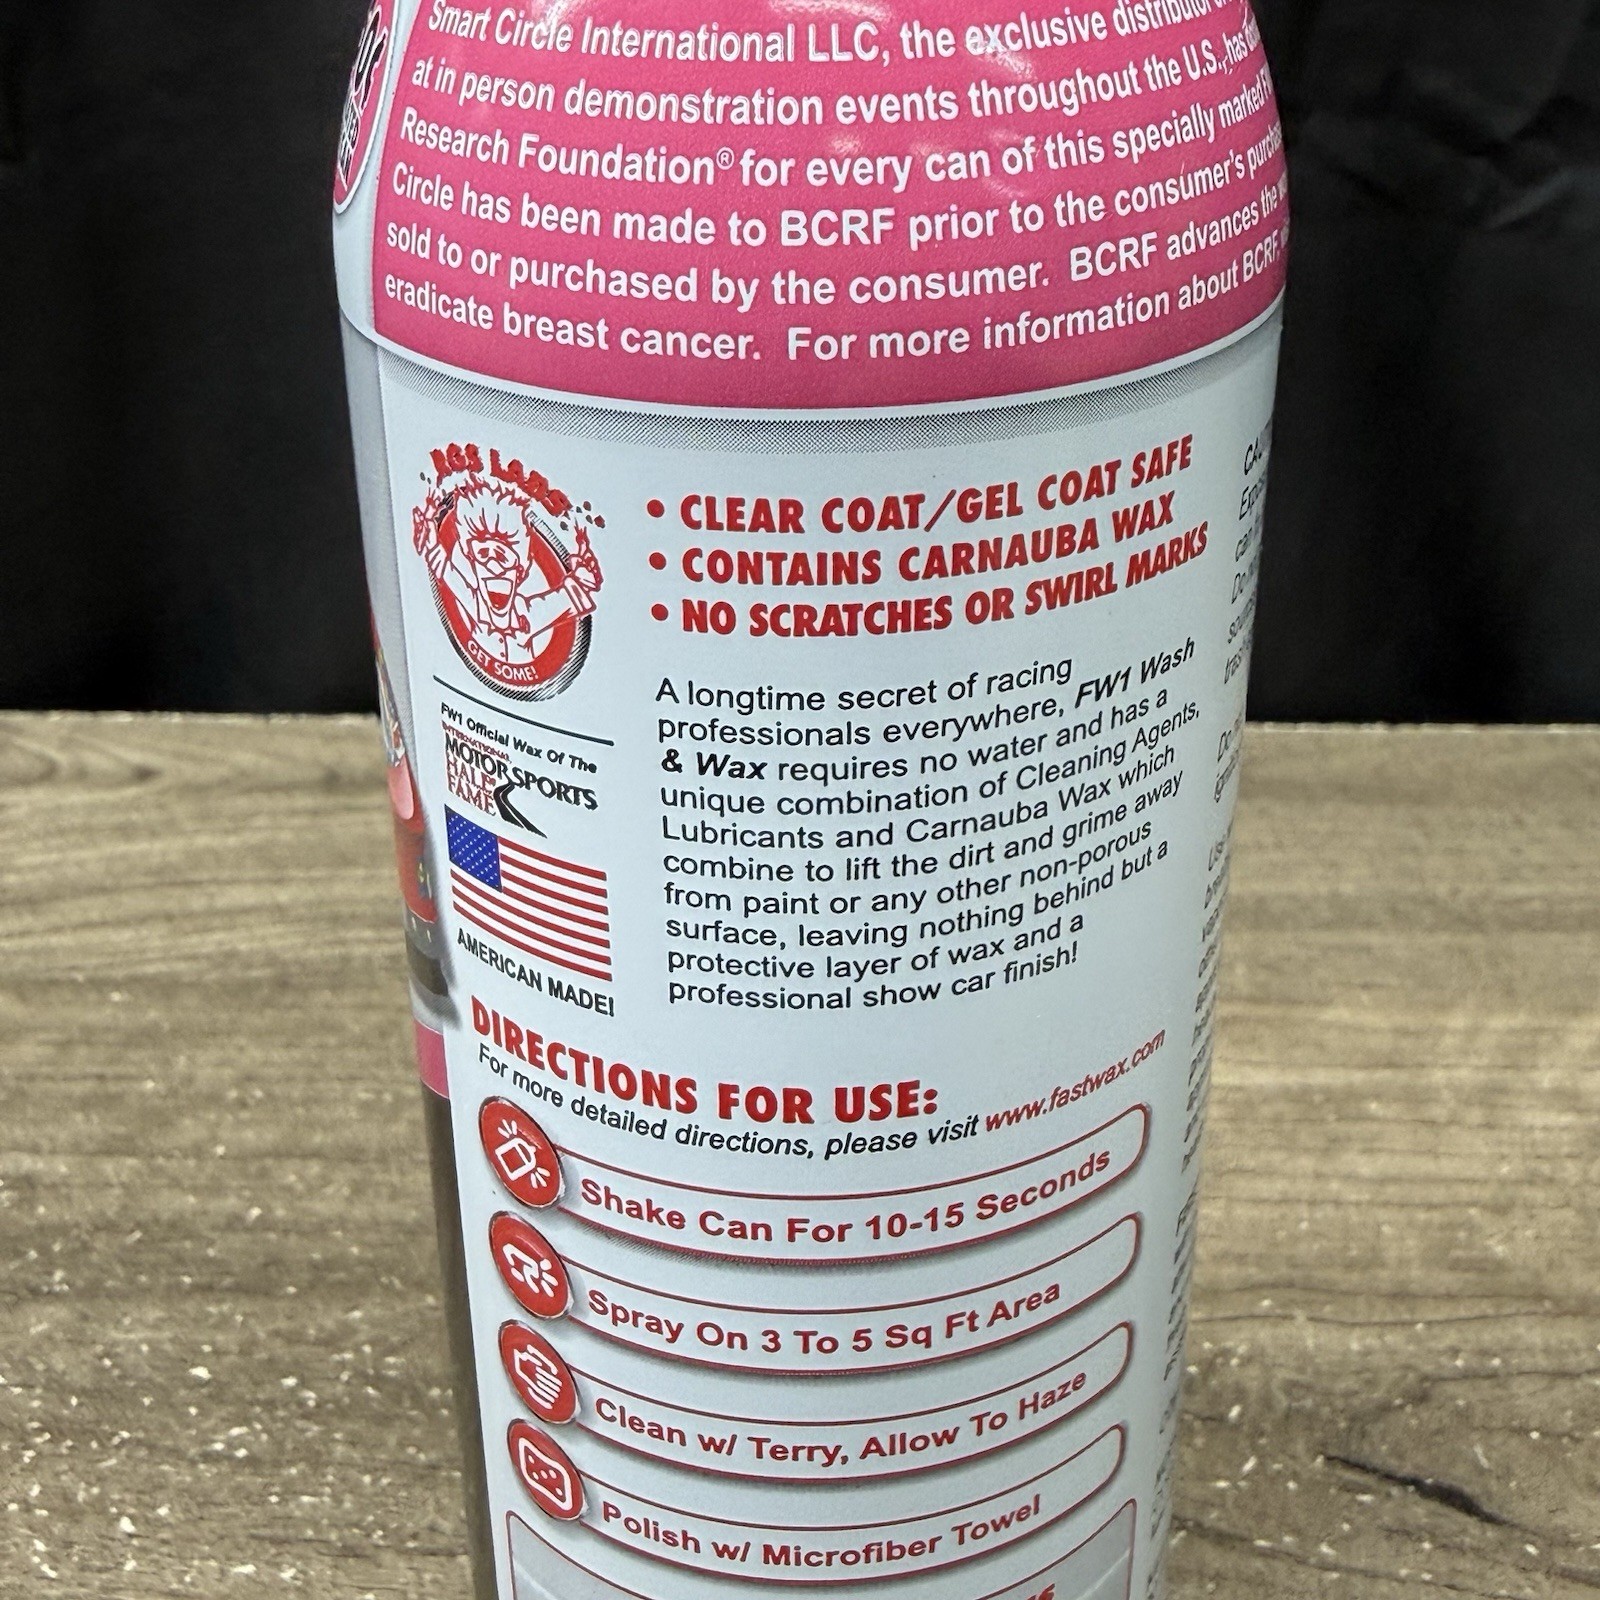 Smart Circle International LLC, the exclusive distributor
at in person demonstration events throughout the U.S., has
Research Foundation® for every can of this specially marked
Circle has been made to BCRF prior to the consumer's purchase
sold to or purchased by the consumer. BCRF advances the
eradicate breast cancer. For more information about BCRF,
RGS LABS
GET SOME!
FW1 Official Wax Of The
INTERNATIONAL
MOTORSPORTS
HALL OF
FAME
AMERICAN MADE!
• CLEAR COAT/GEL COAT SAFE
• CONTAINS CARNAUBA WAX
• NO SCRATCHES OR SWIRL MARKS
A longtime secret of racing
professionals everywhere, FW1 Wash
& Wax requires no water and has a
unique combination of Cleaning Agents,
Lubricants and Carnauba Wax which
combine to lift the dirt and grime away
from paint or any other non-porous
surface, leaving nothing behind but a
protective layer of wax and a
professional show car finish!
DIRECTIONS FOR USE:
For more detailed directions, please visit www.fastwax.com
Shake Can For 10-15 Seconds
Spray On 3 To 5 Sq Ft Area
Clean w/ Terry, Allow To Haze
Polish w/ Microfiber Towel